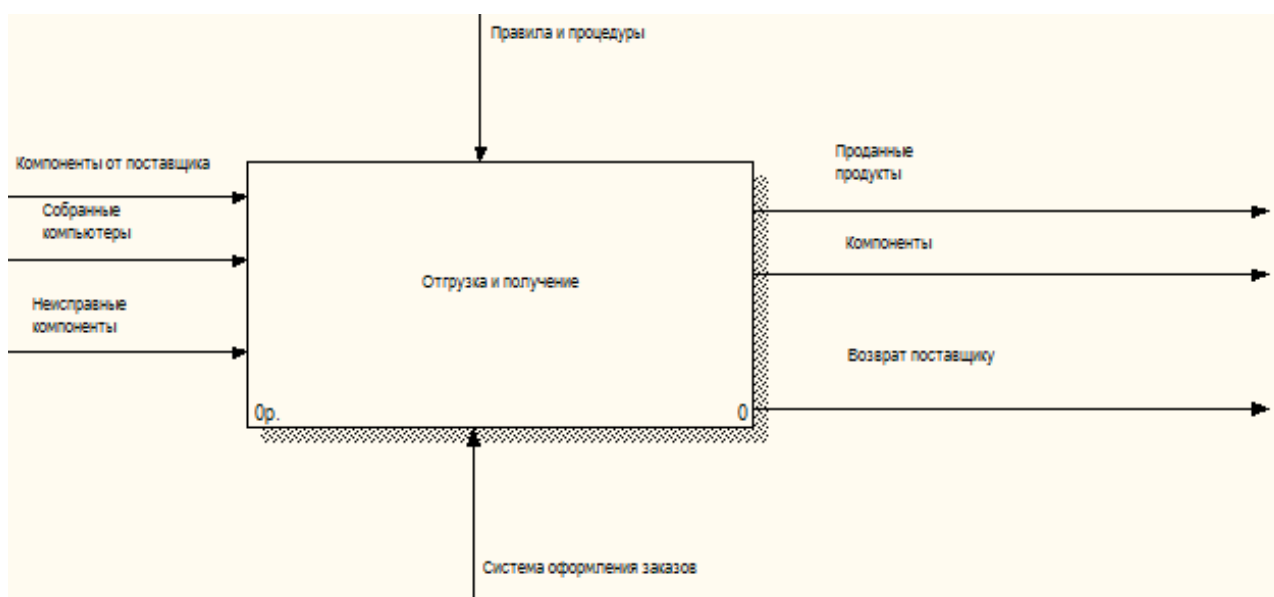 Правила и процедуры
Компоненты от поставщика
Проданные
продукты
Собранные
компьютеры
Компоненты
Отгрузка и получение
Неисправные
компоненты
Возврат поставщику
0р.
0
Система оформления заказов